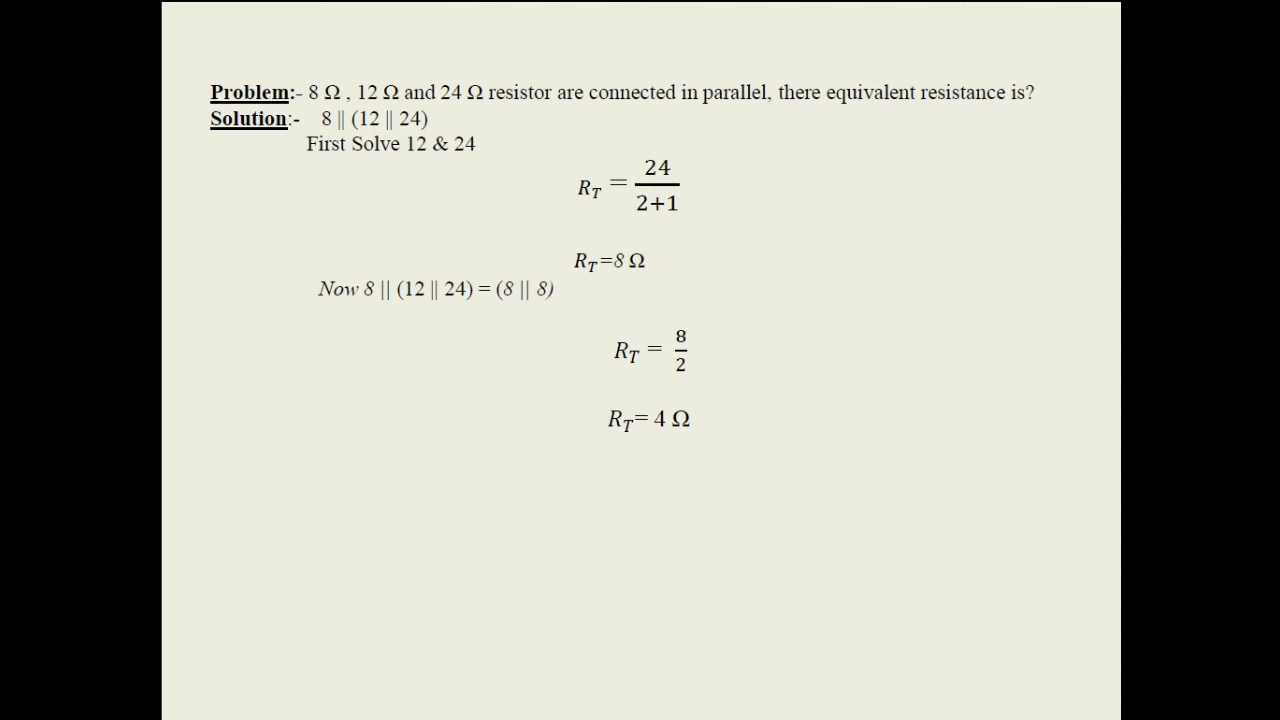 Problem:- 8 Ω , 12 Ω and 24 Ω resistor are connected in parallel, there equivalent resistance is?
Solution:- 8 || (12 || 24)
First Solve 12 & 24
R_T = 24/(2+1)
R_T=8 Ω
Now 8 || (12 || 24) = (8 || 8)
R_T = 8/2
R_T= 4 Ω